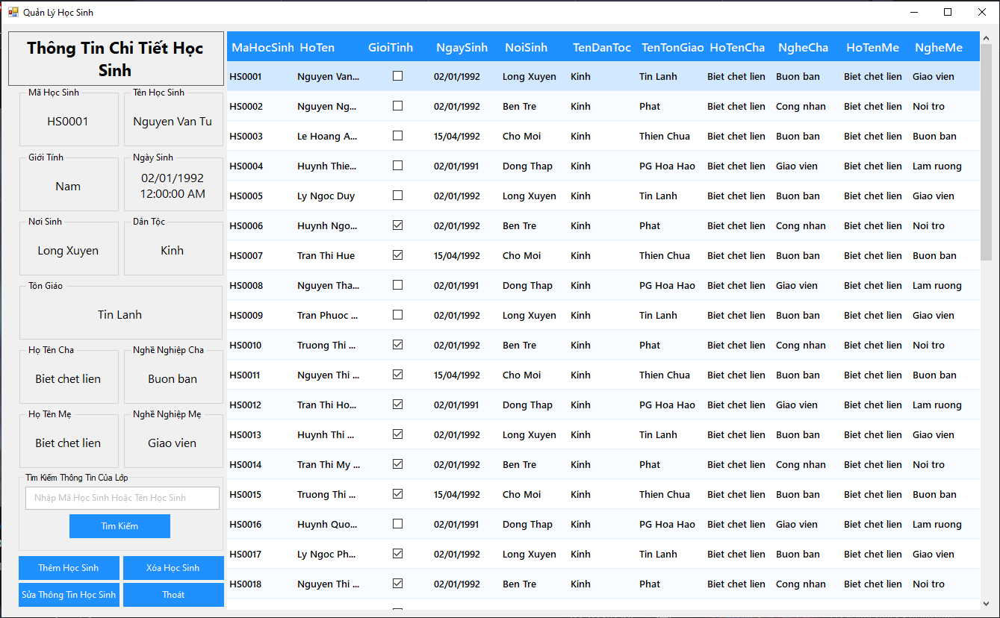 Quản Lý Học Sinh
Thông Tin Chi Tiết Học
Sinh
Mã Học Sinh
HS0001
Tên Học Sinh
Nguyen Van Tu
Giới Tính
Nam
Ngày Sinh
02/01/1992
12:00:00 AM
Nơi Sinh
Long Xuyen
Dân Tộc
Kinh
Tôn Giáo
Tin Lanh
Họ Tên Cha
Biet chet lien
Nghề Nghiệp Cha
Buon ban
Họ Tên Mẹ
Biet chet lien
Nghề Nghiệp Mẹ
Giao vien
Tìm Kiếm Thông Tin Của Lớp
Nhập Mã Học Sinh Hoặc Tên Học Sinh
Tìm Kiếm
Thêm Học Sinh
Xóa Học Sinh
Sửa Thông Tin Học Sinh
Thoát
MaHocSinh HoTen GioiTinh NgaySinh NoiSinh TenDanToc TenTonGiao HoTenCha NgheCha HoTenMe NgheMe
HS0001 Nguyen Van... 02/01/1992 Long Xuyen Kinh Tin Lanh Biet chet lien Buon ban Biet chet lien Giao vien
HS0002 Nguyen Ng... 02/01/1992 Ben Tre Kinh Phat Biet chet lien Cong nhan Biet chet lien Noi tro
HS0003 Le Hoang A... 15/04/1992 Cho Moi Kinh Thien Chua Biet chet lien Buon ban Biet chet lien Buon ban
HS0004 Huynh Thie... 02/01/1991 Dong Thap Kinh PG Hoa Hao Biet chet lien Giao vien Biet chet lien Lam ruong
HS0005 Ly Ngoc Duy 02/01/1992 Long Xuyen Kinh Tin Lanh Biet chet lien Buon ban Biet chet lien Giao vien
HS0006 Huynh Ngo... 02/01/1992 Ben Tre Kinh Phat Biet chet lien Cong nhan Biet chet lien Noi tro
HS0007 Tran Thi Hue 15/04/1992 Cho Moi Kinh Thien Chua Biet chet lien Buon ban Biet chet lien Buon ban
HS0008 Nguyen Tha... 02/01/1991 Dong Thap Kinh PG Hoa Hao Biet chet lien Giao vien Biet chet lien Lam ruong
HS0009 Tran Phuoc ... 02/01/1992 Long Xuyen Kinh Tin Lanh Biet chet lien Buon ban Biet chet lien Giao vien
HS0010 Truong Thi ... 02/01/1992 Ben Tre Kinh Phat Biet chet lien Cong nhan Biet chet lien Noi tro
HS0011 Nguyen Thi ... 15/04/1992 Cho Moi Kinh Thien Chua Biet chet lien Buon ban Biet chet lien Buon ban
HS0012 Tran Thi Ho... 02/01/1991 Dong Thap Kinh PG Hoa Hao Biet chet lien Giao vien Biet chet lien Lam ruong
HS0013 Huynh Thi ... 02/01/1992 Long Xuyen Kinh Tin Lanh Biet chet lien Buon ban Biet chet lien Giao vien
HS0014 Tran Thi My ... 02/01/1992 Ben Tre Kinh Phat Biet chet lien Cong nhan Biet chet lien Noi tro
HS0015 Truong Thi ... 15/04/1992 Cho Moi Kinh Thien Chua Biet chet lien Buon ban Biet chet lien Buon ban
HS0016 Huynh Quo... 02/01/1991 Dong Thap Kinh PG Hoa Hao Biet chet lien Giao vien Biet chet lien Lam ruong
HS0017 Ly Ngoc Ph... 02/01/1992 Long Xuyen Kinh Tin Lanh Biet chet lien Buon ban Biet chet lien Giao vien
HS0018 Nguyen Thi ... 02/01/1992 Ben Tre Kinh Phat Biet chet lien Cong nhan Biet chet lien Noi tro